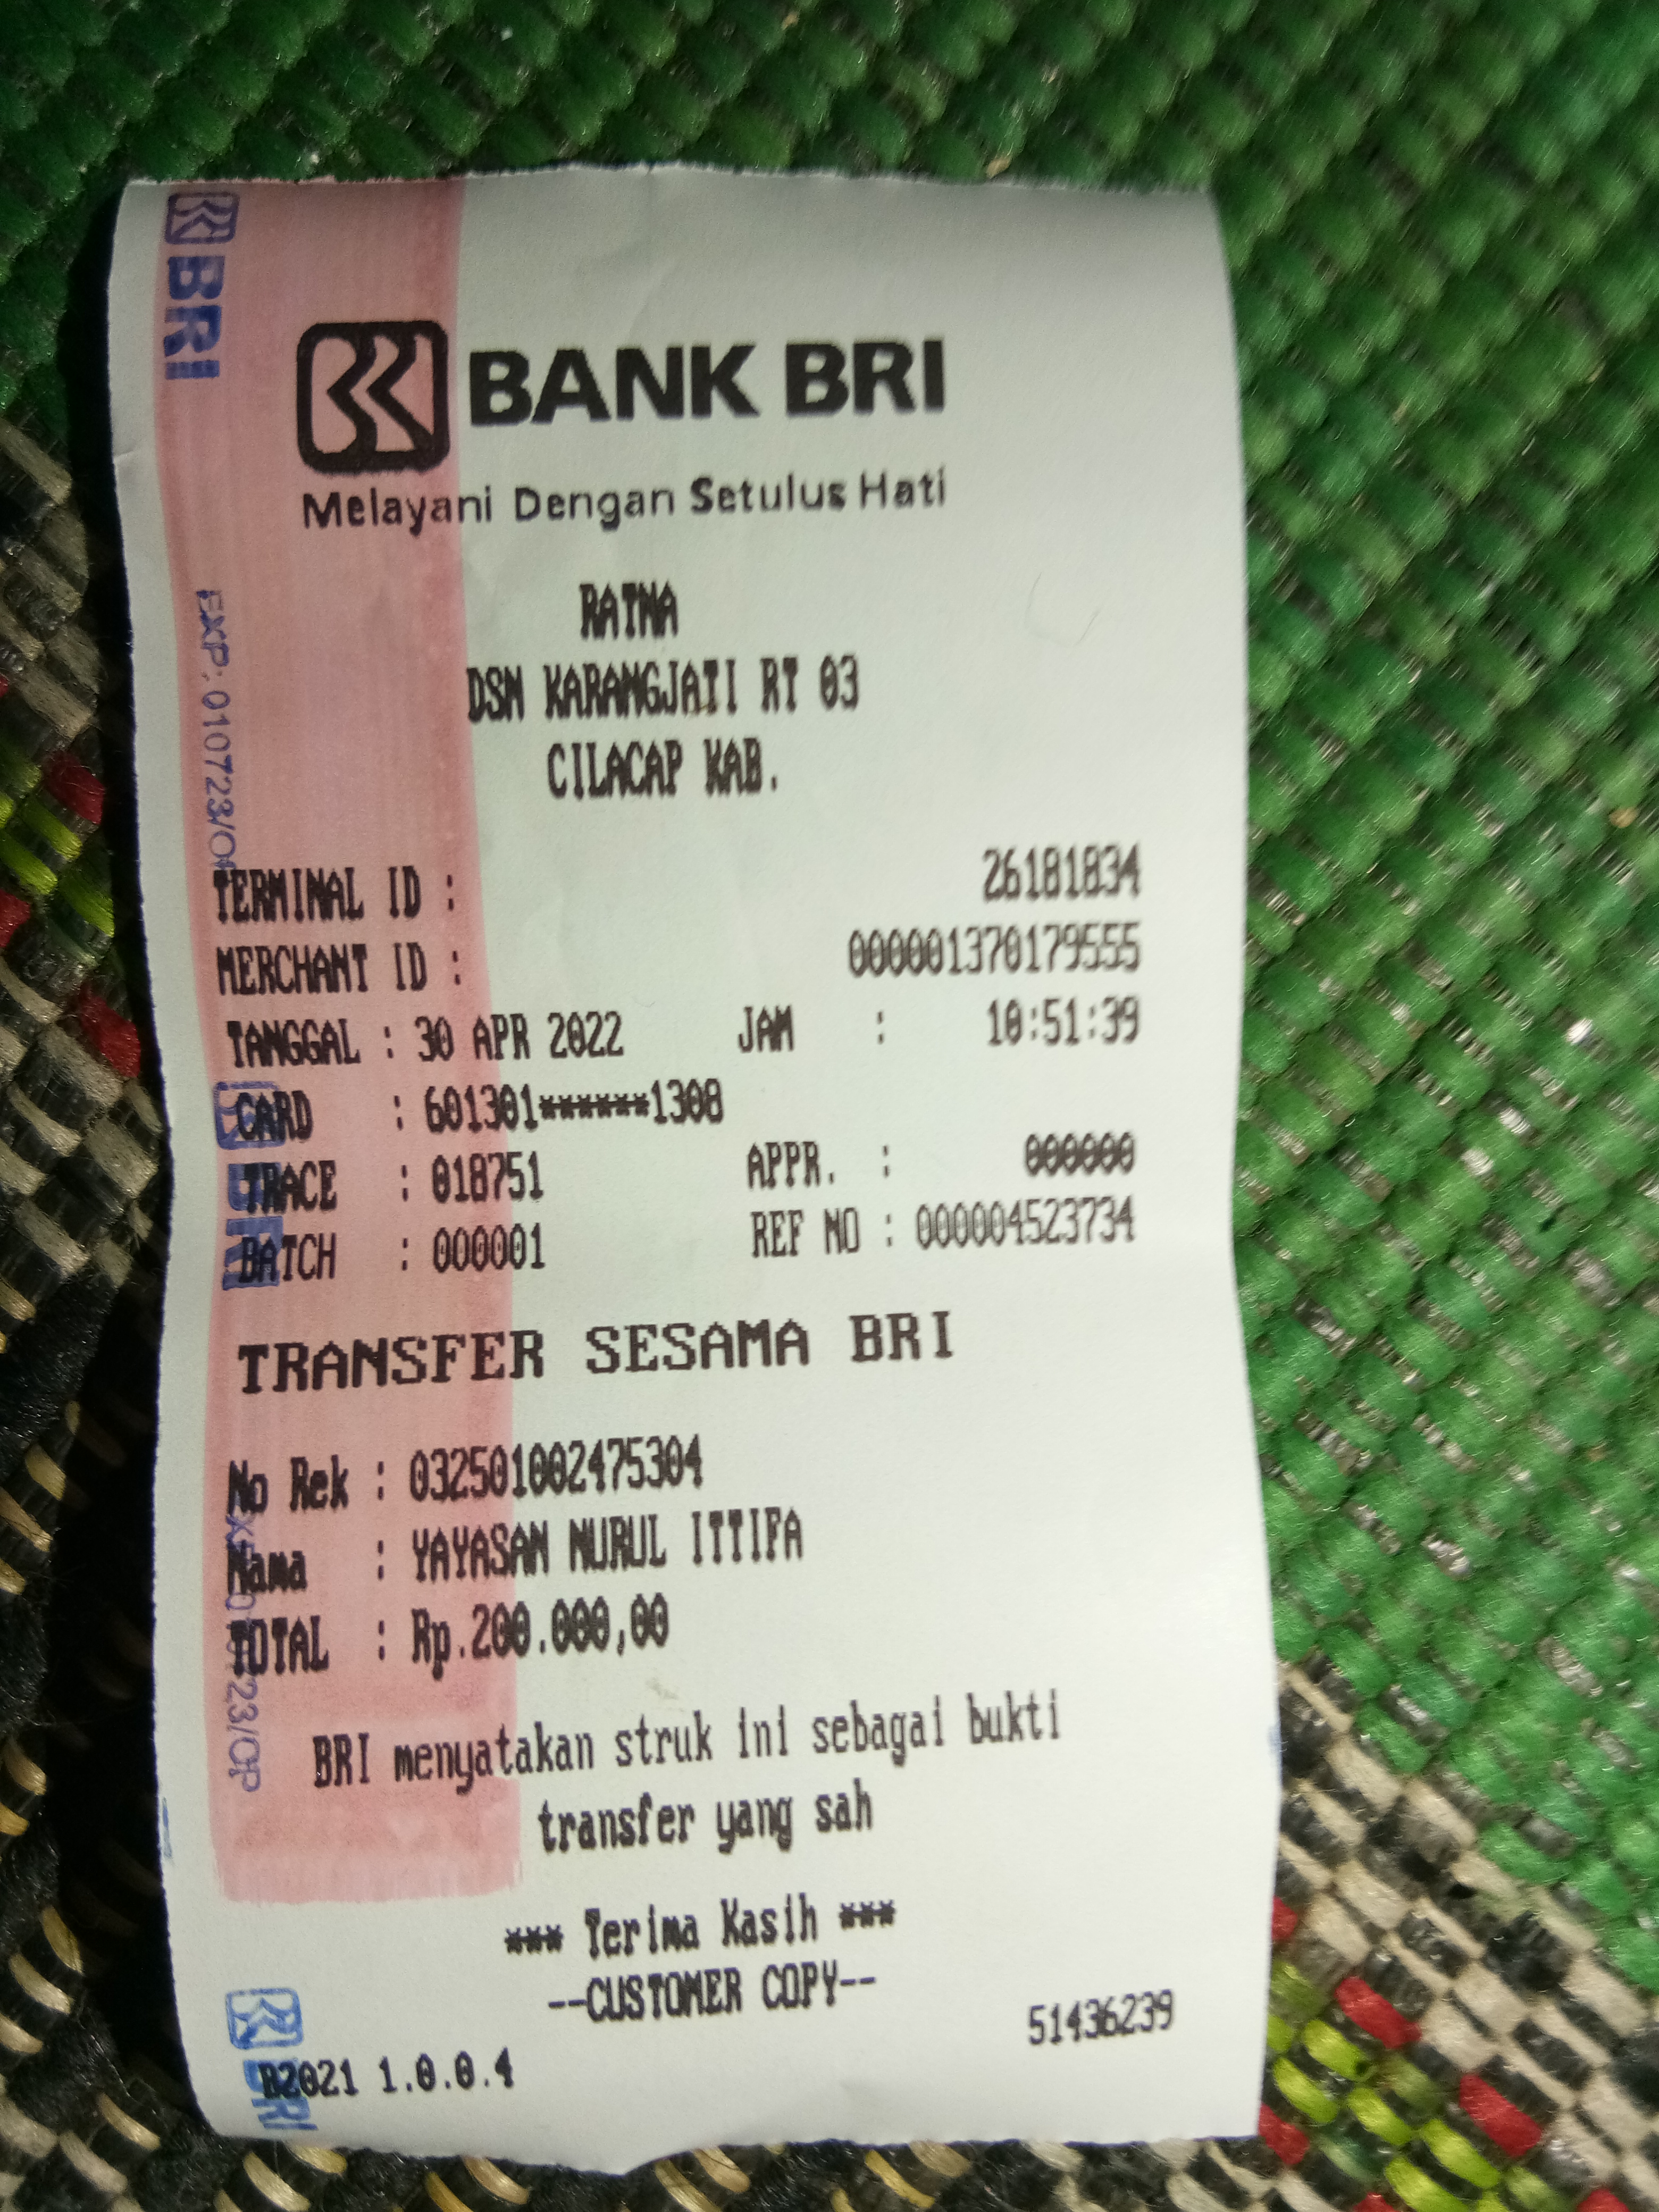 BRI
BANK BRI
Melayani Dengan Setulus Hati
RATNA
DSN KARANGJATI RT 03
CILACAP KAB.
TERMINAL ID : 26181834
MERCHANT ID : 000001370179555
TANGGAL : 30 APR 2022 JAM : 10:51:39
CARD : 601301******1308
TRACE : 018751 APPR. : 000000
BATCH : 000001 REF NO : 000004523734
TRANSFER SESAMA BRI
No Rek : 032501002475304
Nama : YAYASAN NURUL ITTIFA
TOTAL : Rp.200.000,00
BRI menyatakan struk ini sebagai bukti
transfer yang sah
*** Terima Kasih ***
--CUSTOMER COPY--
51436239
B2021 1.0.0.4
BRI
BRI